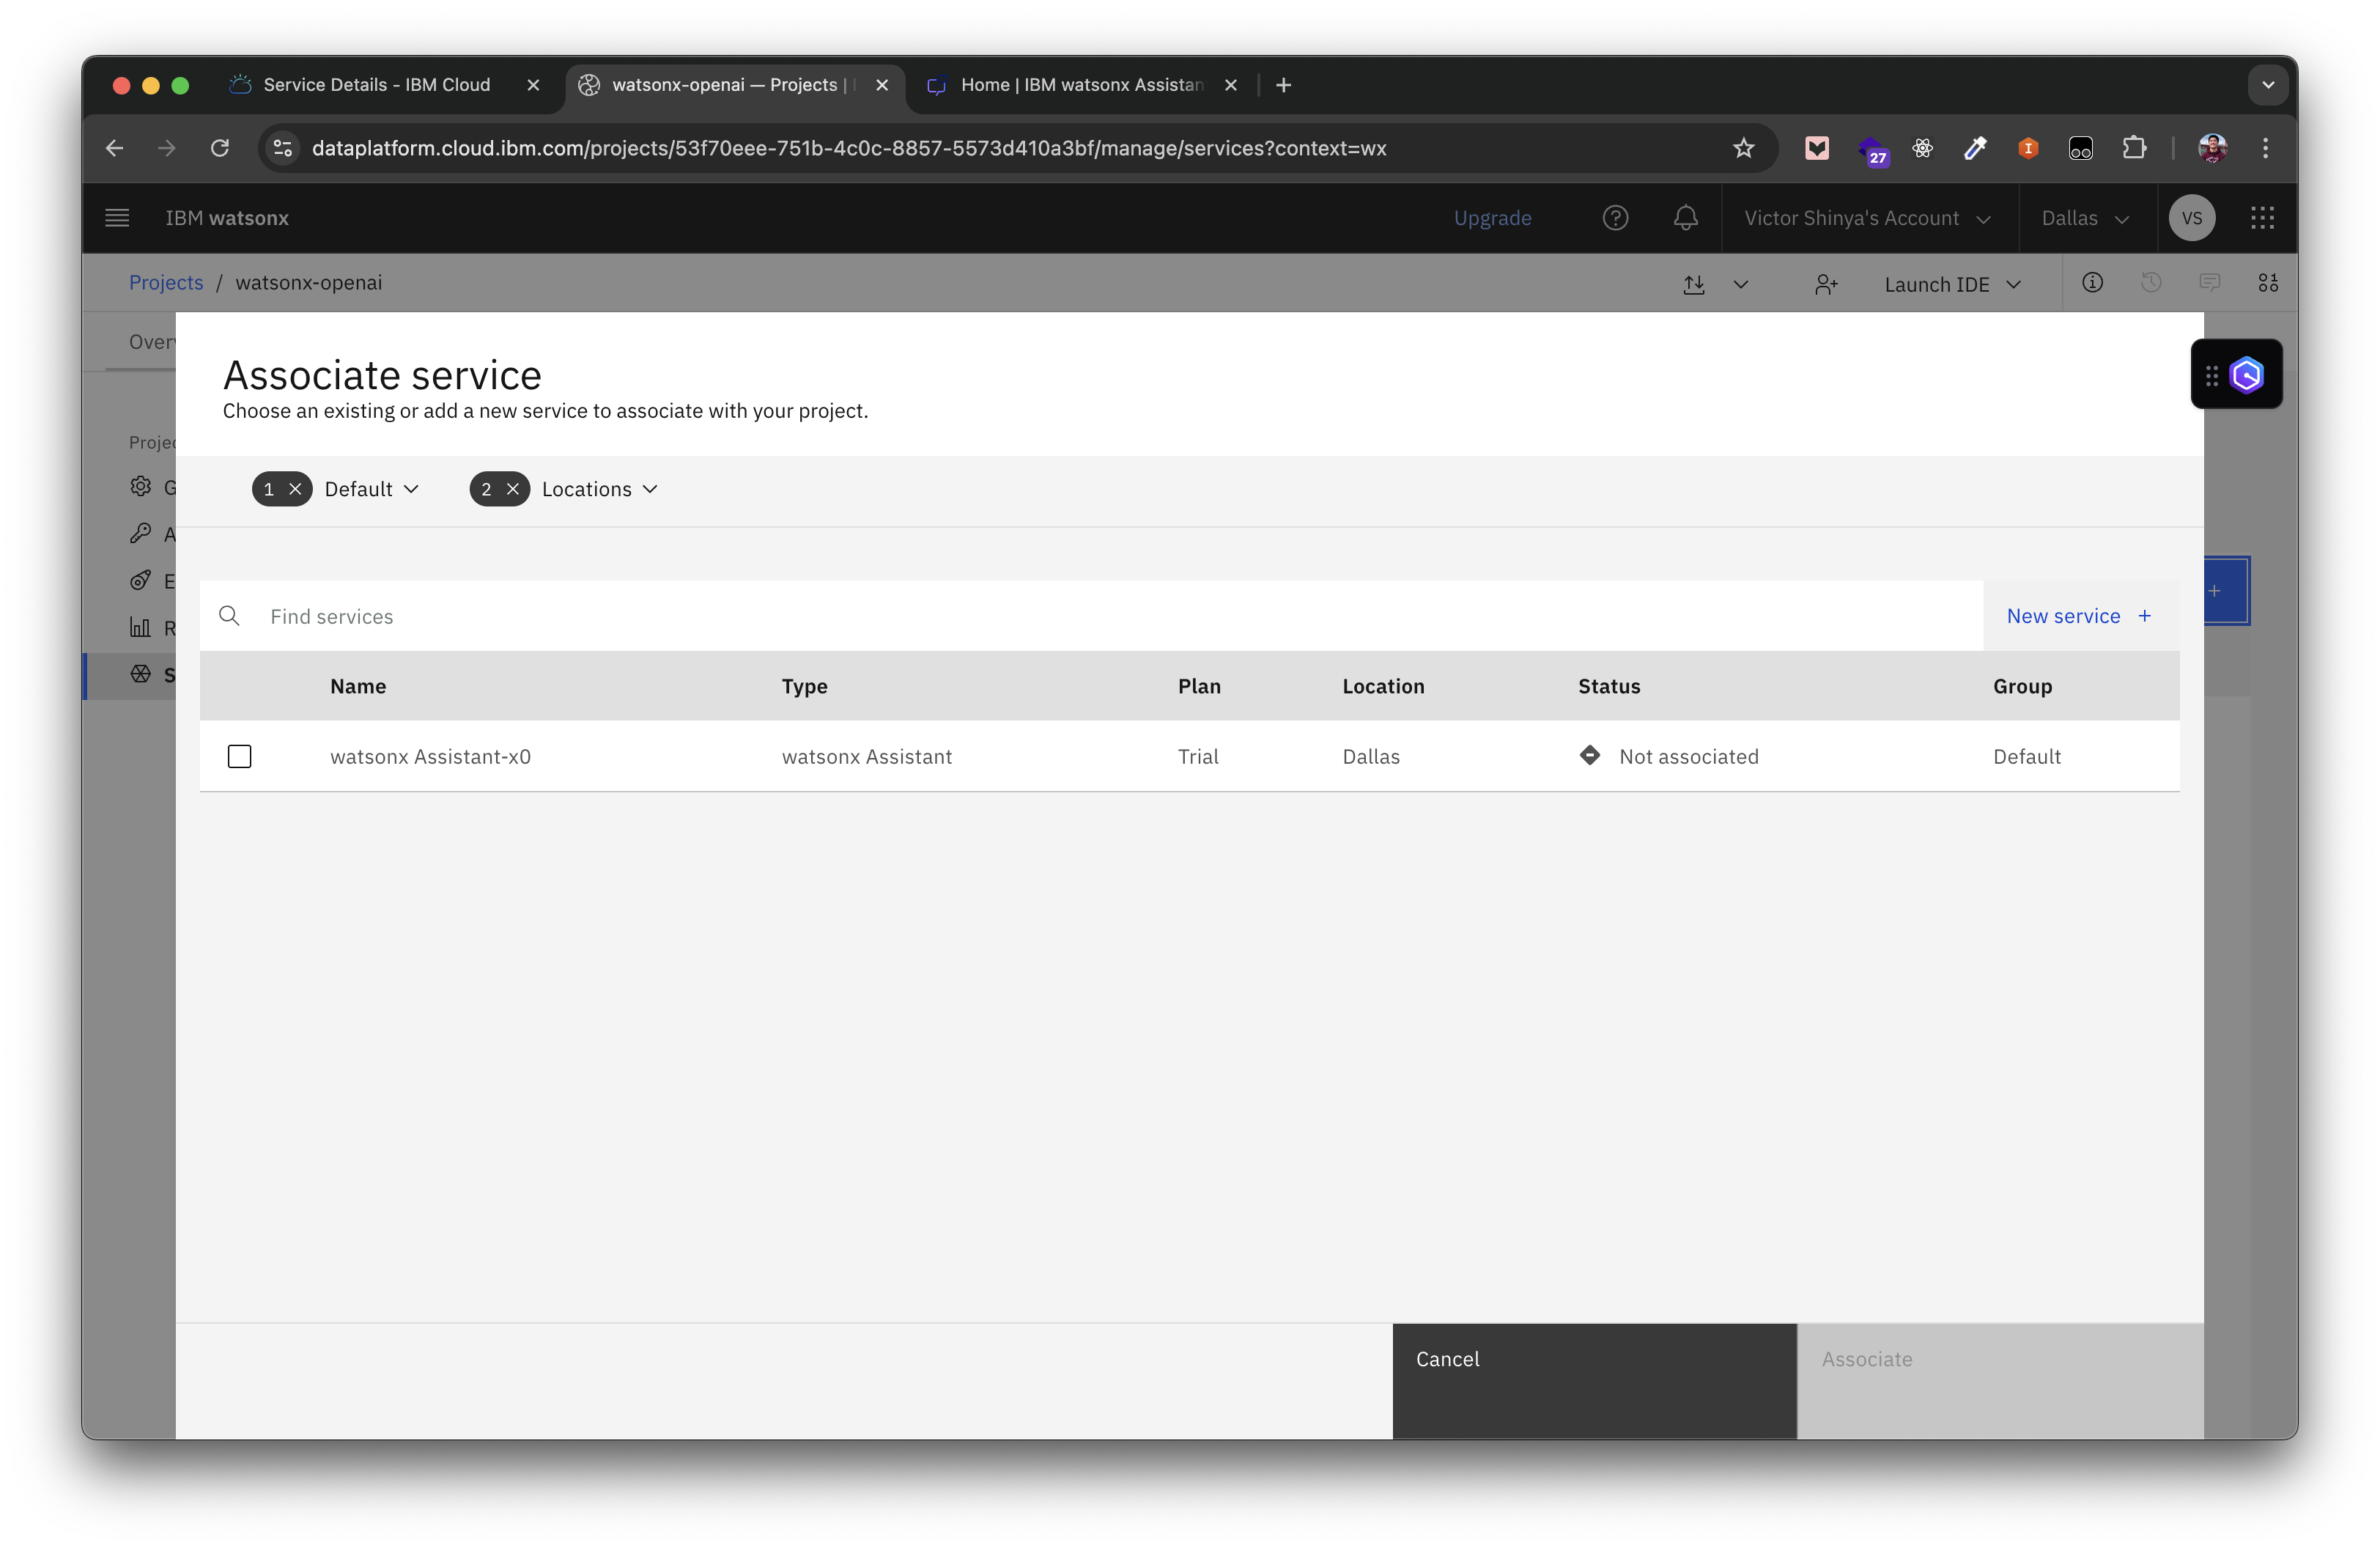 Service Details - IBM Cloud
watsonx-openai — Projects |
Home | IBM watsonx Assistan
dataplatform.cloud.ibm.com/projects/53f70eee-751b-4c0c-8857-5573d410a3bf/manage/services?context=wx
27
IBM watsonx
Upgrade
Victor Shinya's Account
Dallas
VS
Projects / watsonx-openai
Launch IDE
Over
Projec
G
A
E
R
S
Associate service
Choose an existing or add a new service to associate with your project.
1 Default
2 Locations
Find services
New service +
Name Type Plan Location Status Group
watsonx Assistant-x0 watsonx Assistant Trial Dallas Not associated Default
Cancel
Associate